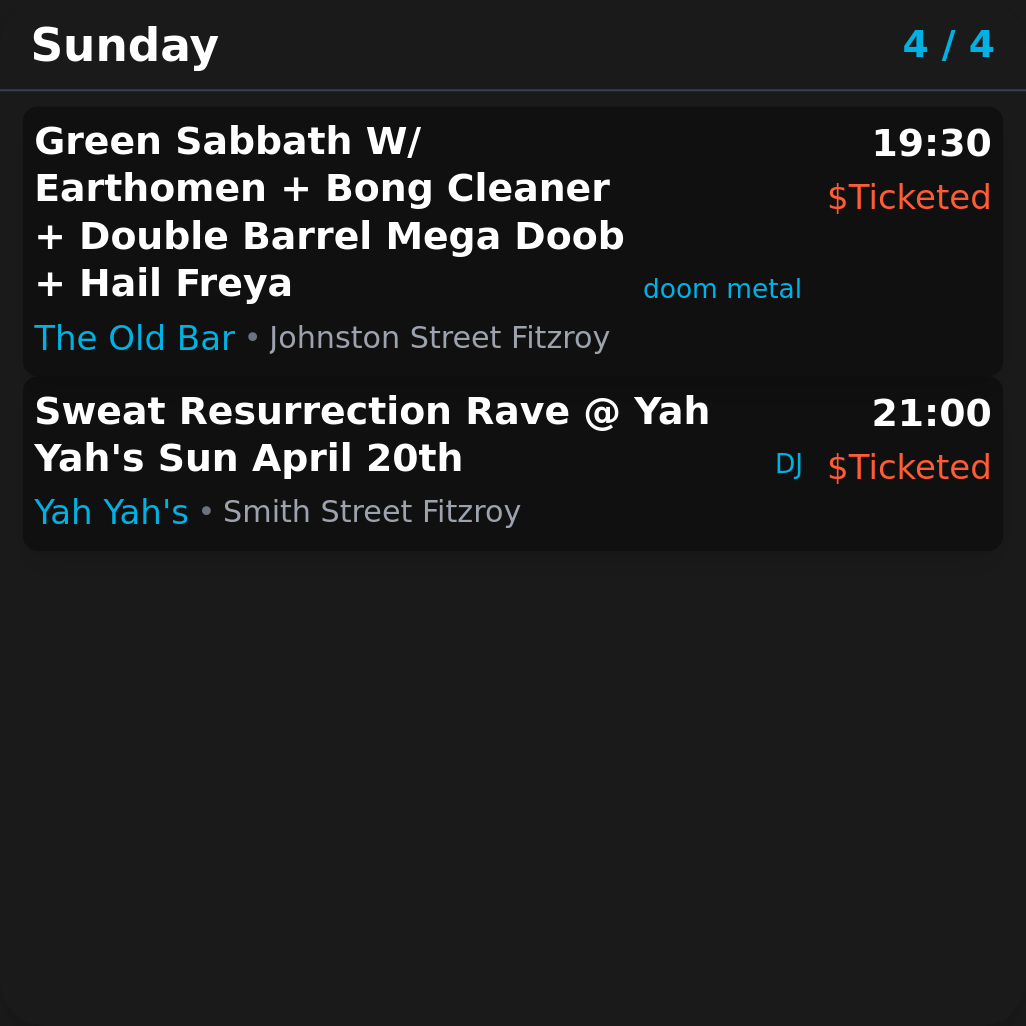 Sunday 4 / 4
Green Sabbath W/ 19:30
Earthomen + Bong Cleaner $Ticketed
+ Double Barrel Mega Doob
+ Hail Freya doom metal
The Old Bar • Johnston Street Fitzroy
Sweat Resurrection Rave @ Yah 21:00
Yah's Sun April 20th DJ $Ticketed
Yah Yah's • Smith Street Fitzroy